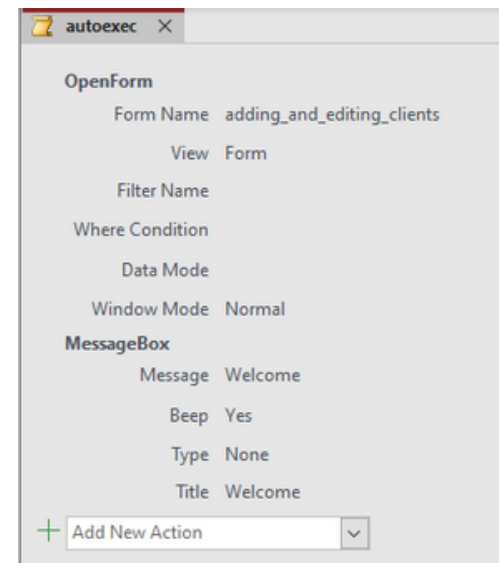 autoexec
OpenForm
Form Name adding_and_editing_clients
View Form
Filter Name
Where Condition
Data Mode
Window Mode Normal
MessageBox
Message Welcome
Beep Yes
Type None
Title Welcome
Add New Action